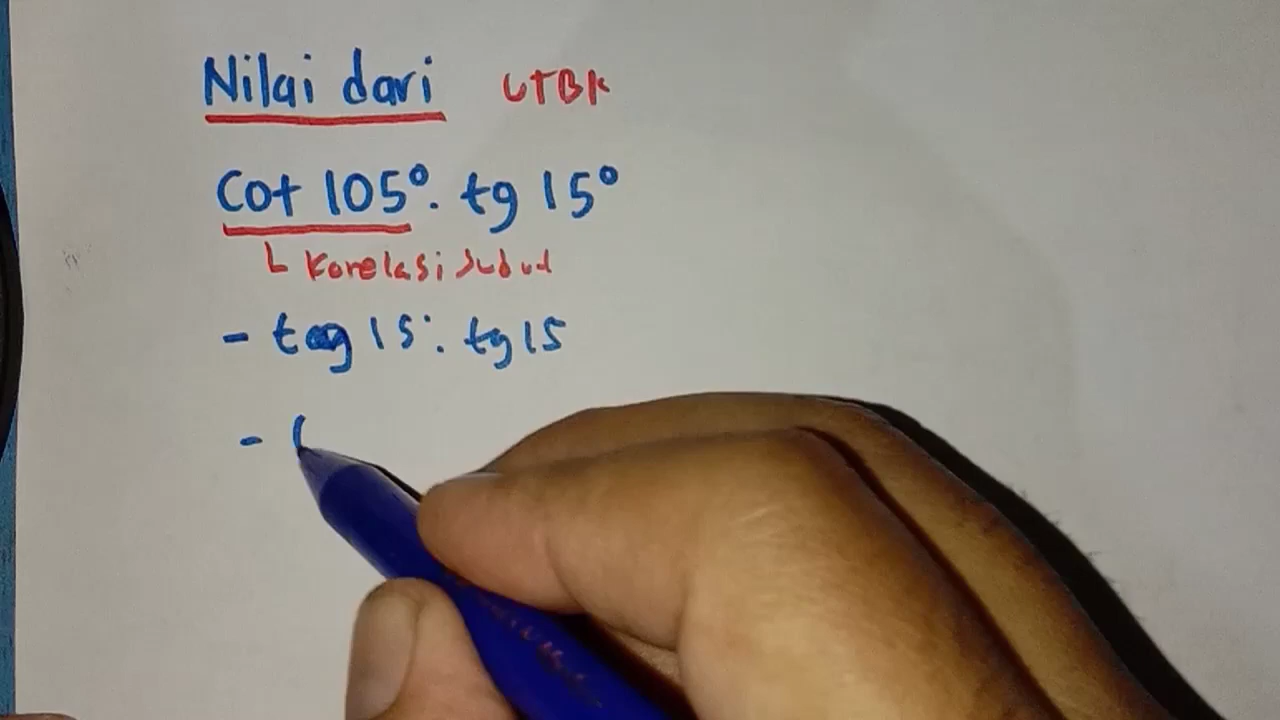 Nilai dari UTBK
Cot 105°. tg 15°
Korelasi sudut
- tg 15°. tg 15
- (